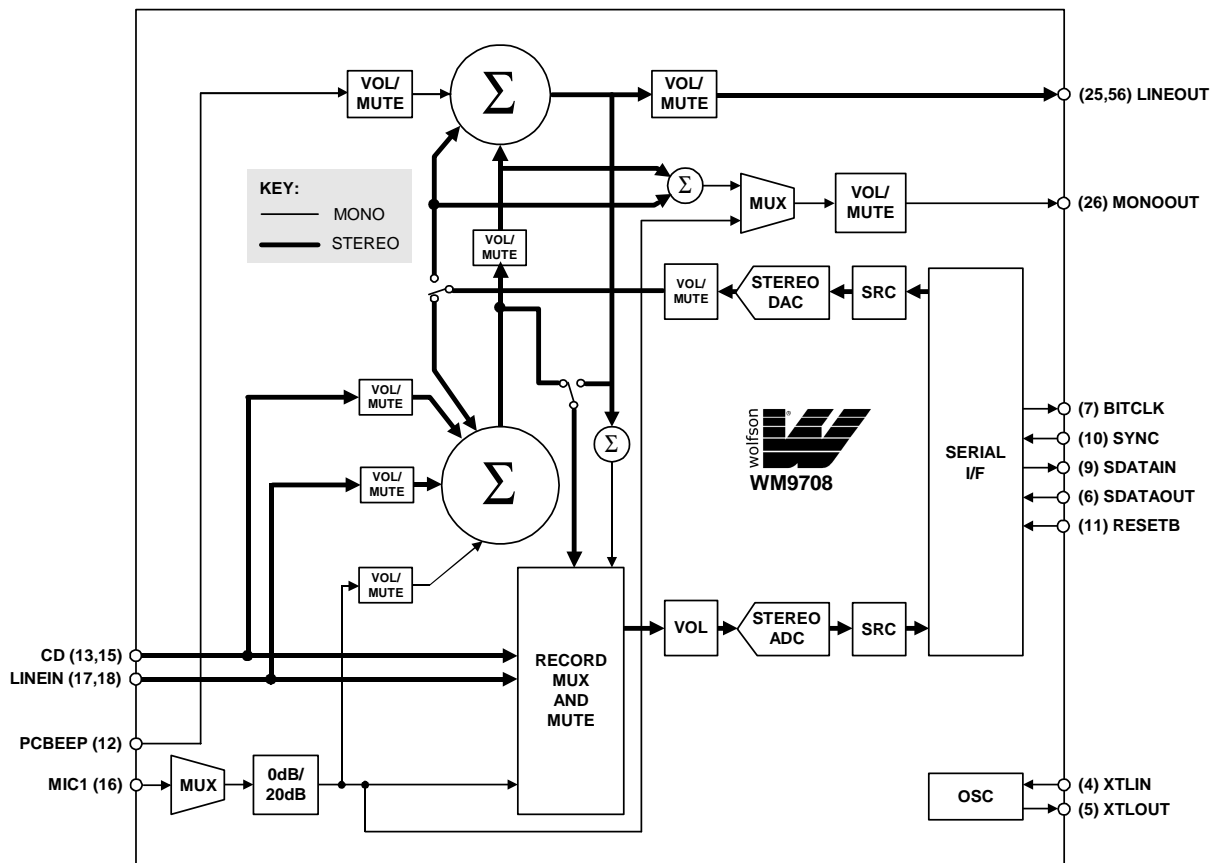 VOL/
MUTE
Σ
VOL/
MUTE
(25,56) LINEOUT
KEY:
MONO
STEREO
Σ
MUX
VOL/
MUTE
(26) MONOOUT
VOL/
MUTE
VOL/
MUTE
STEREO
DAC
SRC
VOL/
MUTE
VOL/
MUTE
Σ
Σ
wolfson
®
WM9708
SERIAL
I/F
(7) BITCLK
(10) SYNC
(9) SDATAIN
(6) SDATAOUT
(11) RESETB
VOL/
MUTE
RECORD
MUX
AND
MUTE
VOL
STEREO
ADC
SRC
CD (13,15)
LINEIN (17,18)
PCBEEP (12)
MIC1 (16)
MUX
0dB/
20dB
OSC
(4) XTLIN
(5) XTLOUT